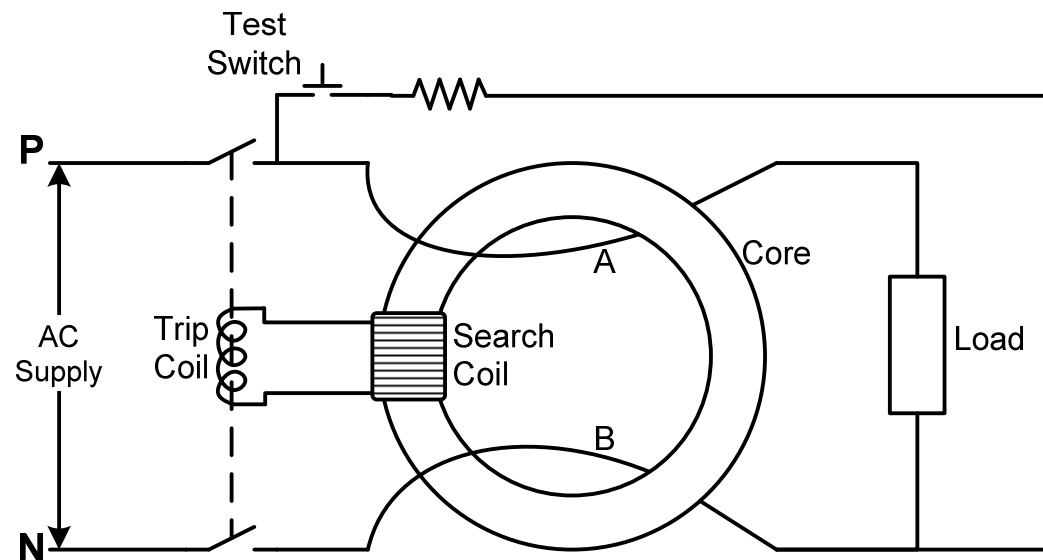 Test
Switch
P
A
Core
Trip
Coil
Search
Coil
AC
Supply
Load
B
N